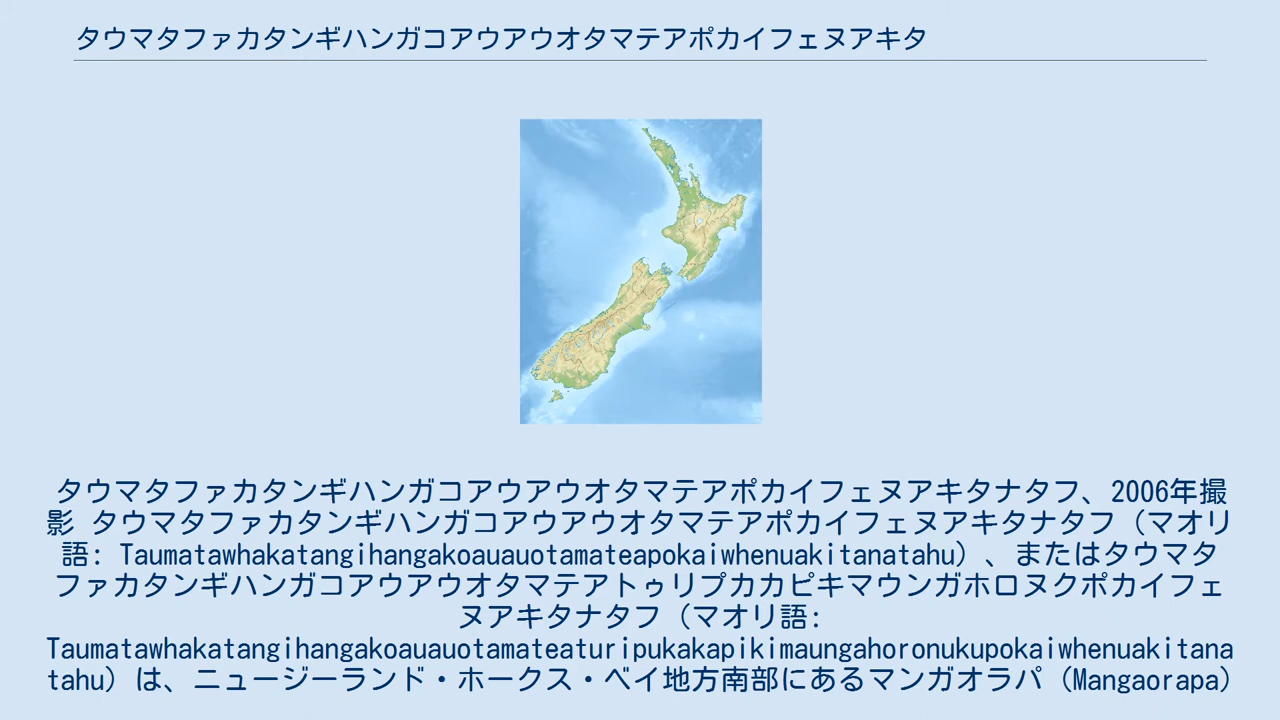 タウマタファカタンギハンガコアウアウオタマテアポカイフェヌアキタ
タウマタファカタンギハンガコアウアウオタマテアポカイフェヌアキタナタフ、2006年撮
影 タウマタファカタンギハンガコアウアウオタマテアポカイフェヌアキタナタフ（マオリ
語: Taumatawhakatangihangakoauauotamateapokaiwhenuakitanatahu）、またはタウマタ
ファカタンギハンガコアウアウオタマテアトゥリプカカピキマウンガホロヌクポカイフェ
ヌアキタナタフ（マオリ語:
Taumatawhakatangihangakoauauotamateaturipukakapikimaungahoronukupokaiwhenuakitana
tahu）は、ニュージーランド・ホークス・ベイ地方南部にあるマンガオラパ（Mangaorapa）